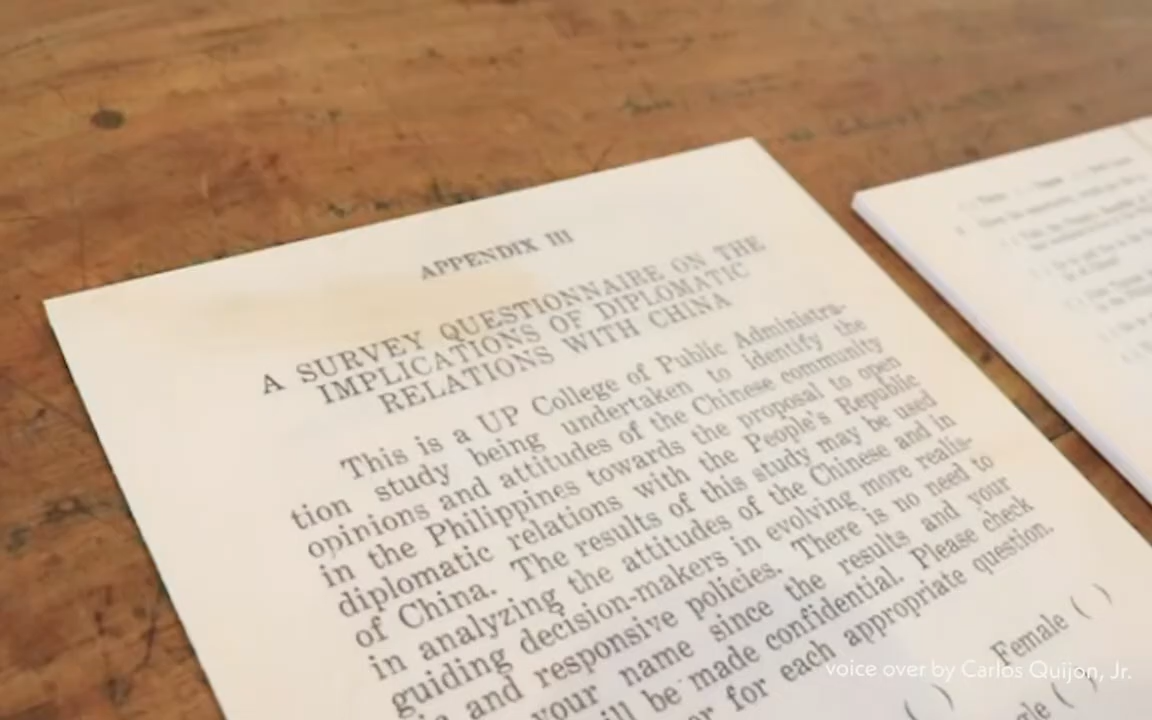 APPENDIX III
A SURVEY QUESTIONNAIRE ON THE
IMPLICATIONS OF DIPLOMATIC
RELATIONS WITH CHINA
This is a UP College of Public Administra-
tion study being undertaken to identify the
opinions and attitudes of the Chinese community
in the Philippines towards the proposal to open
diplomatic relations with the People's Republic
of China. The results of this study may be used
in analyzing the attitudes of the Chinese and in
guiding decision-makers in evolving more realis-
and responsive policies. There is no need to
your name since the results and your
be made confidential. Please check
for each appropriate question.
Female ( )
( )
voice over by Carlos Quijon, Jr.